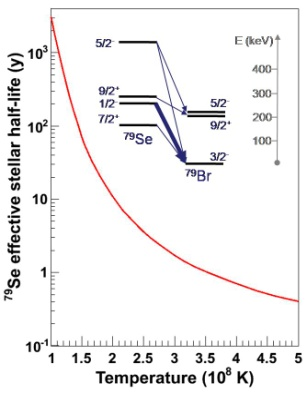 5/2⁻
E (keV)
400
9/2⁺
1/2⁻
7/2⁺
5/2⁻
300
9/2⁺
200
⁷⁹Se
100
3/2⁻
⁷⁹Br
⁷⁹Se effective stellar half-life (y)
10³
10²
10
1
10⁻¹
1 1.5 2 2.5 3 3.5 4 4.5 5
Temperature (10⁸ K)